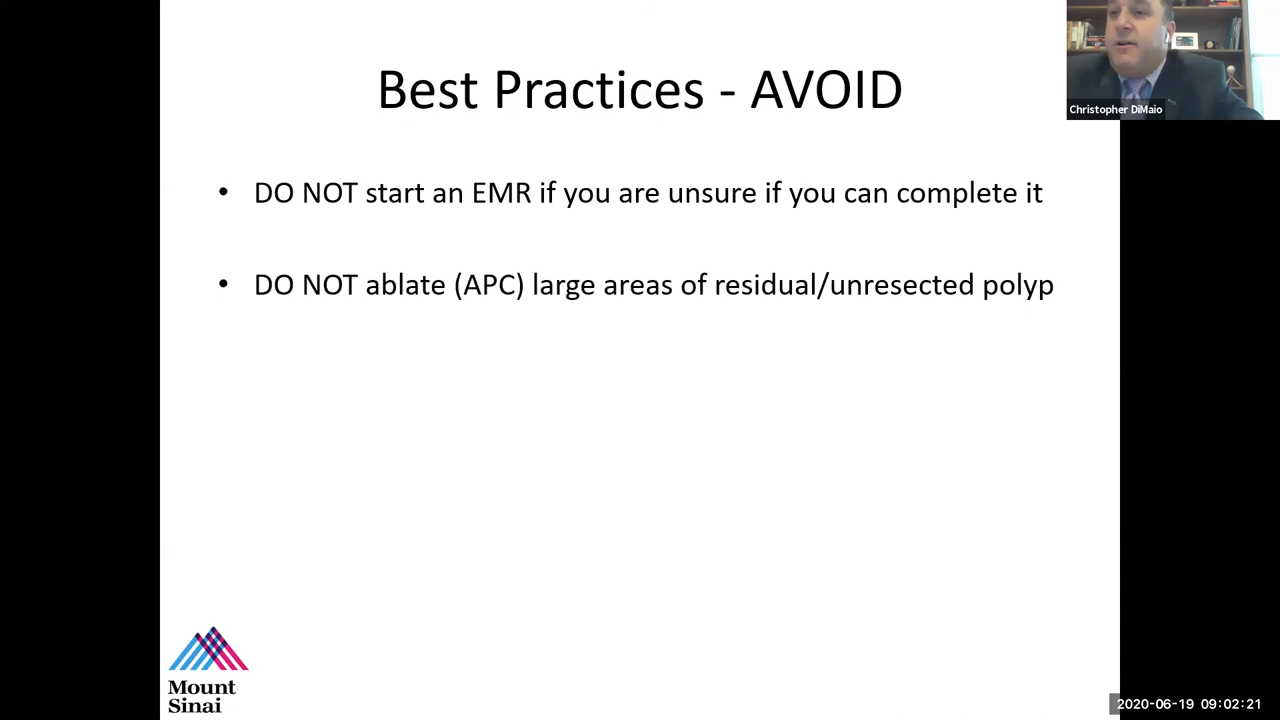 Best Practices - AVOID
Christopher DiMaio
• DO NOT start an EMR if you are unsure if you can complete it
• DO NOT ablate (APC) large areas of residual/unresected polyp
Mount
Sinai
2020-06-19 09:02:21